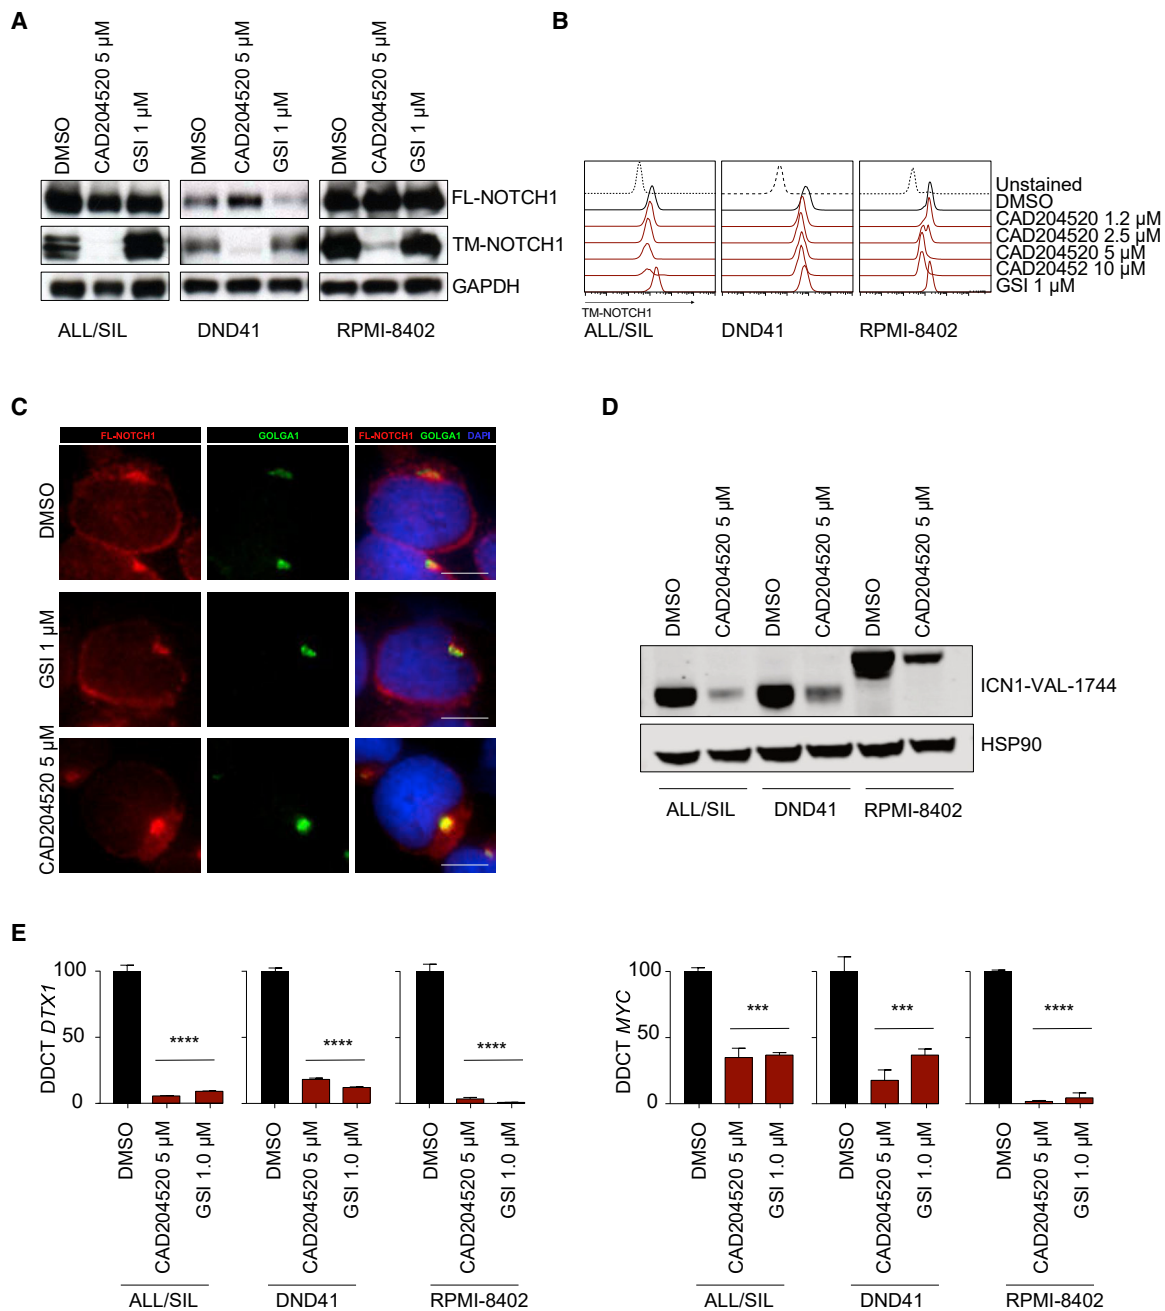 A
DMSO
CAD204520 5 µM
GSI 1 µM
DMSO
CAD204520 5 µM
GSI 1 µM
DMSO
CAD204520 5 µM
GSI 1 µM
FL-NOTCH1
TM-NOTCH1
GAPDH
ALL/SIL DND41 RPMI-8402
B
Unstained
DMSO
CAD204520 1.2 µM
CAD204520 2.5 µM
CAD204520 5 µM
CAD20452 10 µM
GSI 1 µM
TM-NOTCH1
ALL/SIL DND41 RPMI-8402
C
FL-NOTCH1 GOLGA1 FL-NOTCH1 GOLGA1 DAPI
DMSO
GSI 1 µM
CAD204520 5 µM
D
DMSO
CAD204520 5 µM
DMSO
CAD204520 5 µM
DMSO
CAD204520 5 µM
ICN1-VAL-1744
HSP90
ALL/SIL DND41 RPMI-8402
E
DDCT DTX1
100
50
0
**** **** ****
DMSO
CAD204520 5 µM
GSI 1.0 µM
DMSO
CAD204520 5 µM
GSI 1.0 µM
DMSO
CAD204520 5 µM
GSI 1.0 µM
ALL/SIL DND41 RPMI-8402
DDCT MYC
100
50
0
*** *** ****
DMSO
CAD204520 5 µM
GSI 1.0 µM
DMSO
CAD204520 5 µM
GSI 1.0 µM
DMSO
CAD204520 5 µM
GSI 1.0 µM
ALL/SIL DND41 RPMI-8402